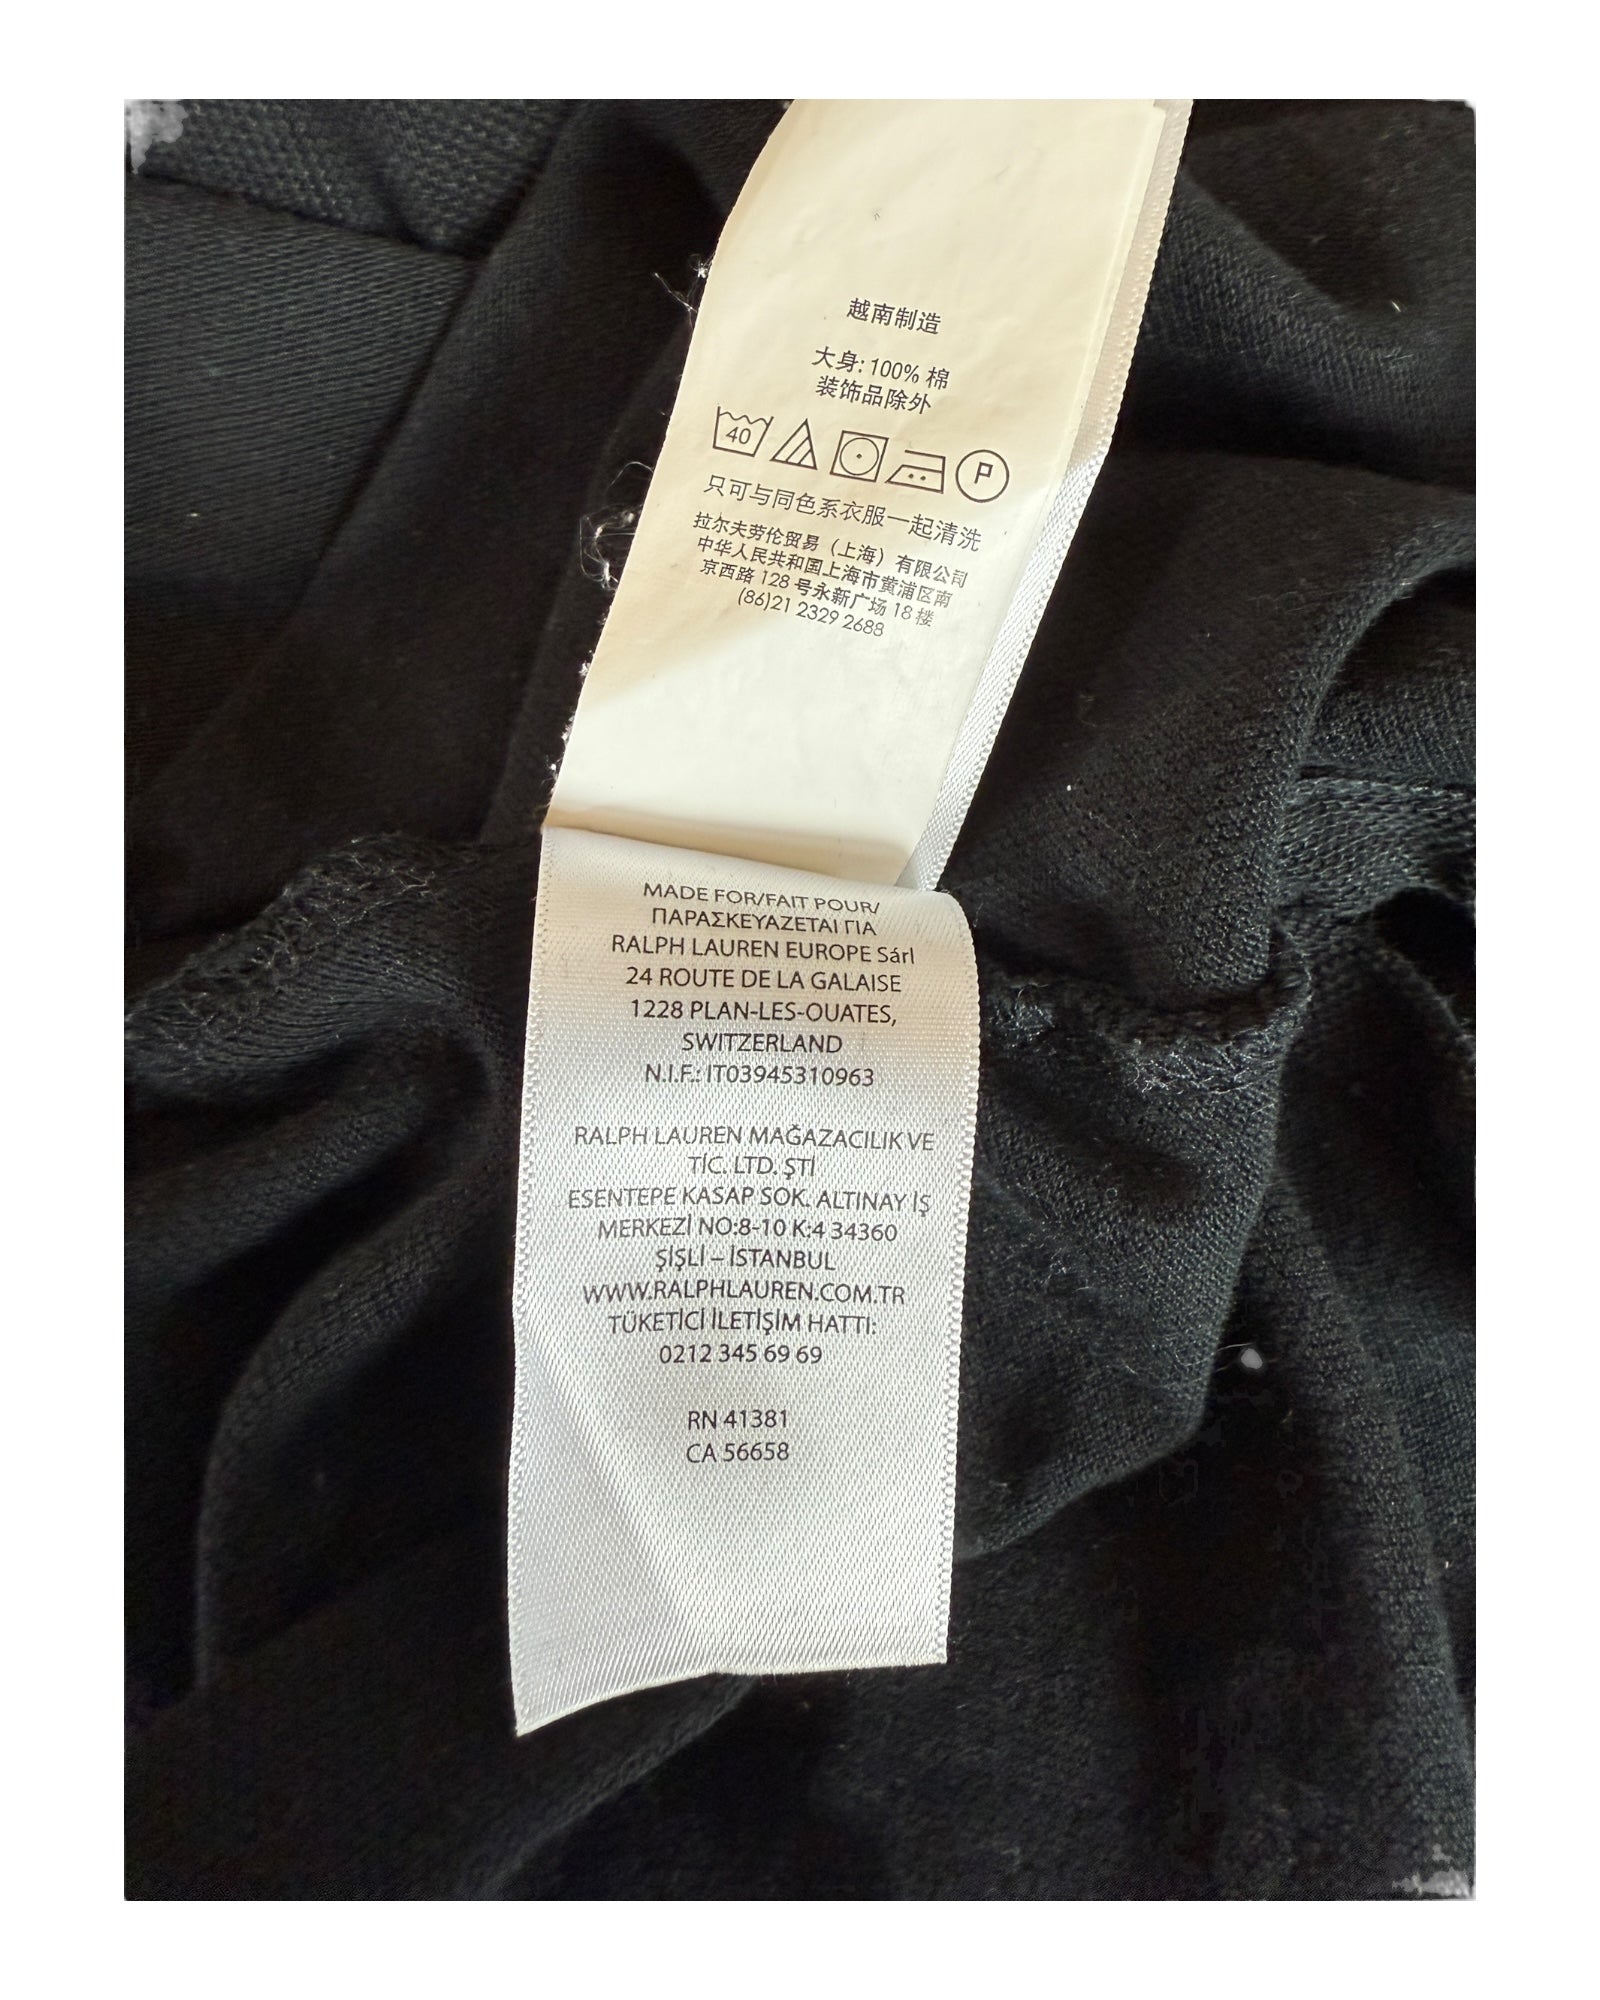 越南制造
大身: 100% 棉
装饰品除外
40
P
只可与同色系衣服一起清洗
拉尔夫劳伦贸易（上海）有限公司
中华人民共和国上海市黄浦区南
京西路 128 号永新广场 18 楼
(86)21 2329 2688
MADE FOR/FAIT POUR/
ΠΑΡΑΣΚΕΥΑΖΕΤΑΙ ΓΙΑ
RALPH LAUREN EUROPE Sárl
24 ROUTE DE LA GALAISE
1228 PLAN-LES-OUATES,
SWITZERLAND
N.I.F.: IT03945310963
RALPH LAUREN MAĞAZACILIK VE
TİC. LTD. ŞTİ
ESENTEPE KASAP SOK. ALTINAY İŞ
MERKEZİ NO:8-10 K:4 34360
ŞİŞLİ – İSTANBUL
WWW.RALPHLAUREN.COM.TR
TÜKETİCİ İLETİŞİM HATTI:
0212 345 69 69
RN 41381
CA 56658